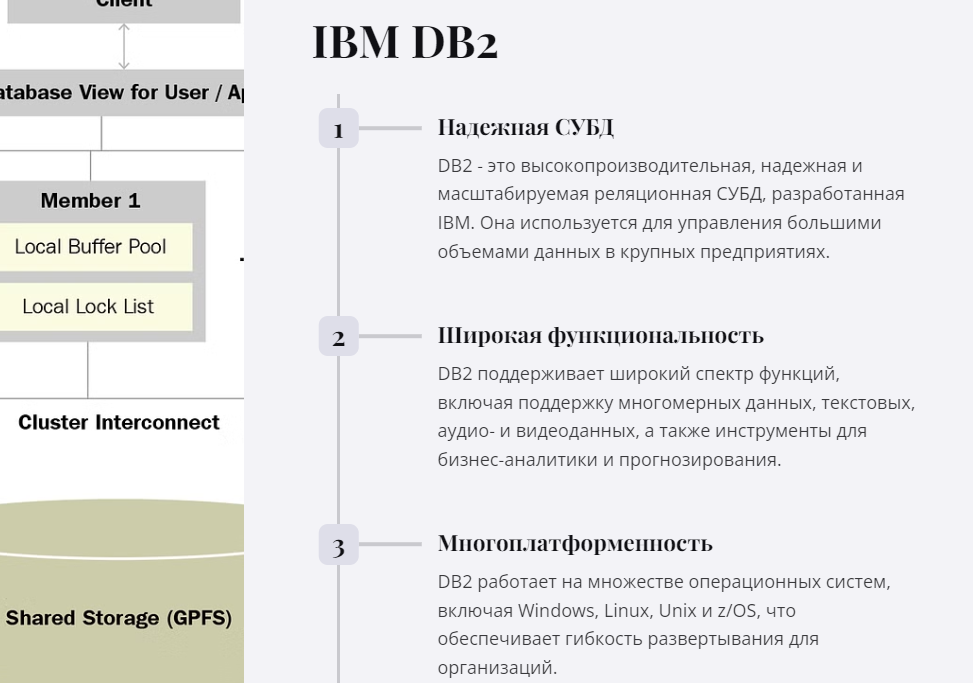 Client
Database View for User / Ap
Member 1
Local Buffer Pool
Local Lock List
Cluster Interconnect
Shared Storage (GPFS)
IBM DB2
1
Надежная СУБД
DB2 - это высокопроизводительная, надежная и
масштабируемая реляционная СУБД, разработанная
IBM. Она используется для управления большими
объемами данных в крупных предприятиях.
2
Широкая функциональность
DB2 поддерживает широкий спектр функций,
включая поддержку многомерных данных, текстовых,
аудио- и видеоданных, а также инструменты для
бизнес-аналитики и прогнозирования.
3
Многоплатформенность
DB2 работает на множестве операционных систем,
включая Windows, Linux, Unix и z/OS, что
обеспечивает гибкость развертывания для
организаций.